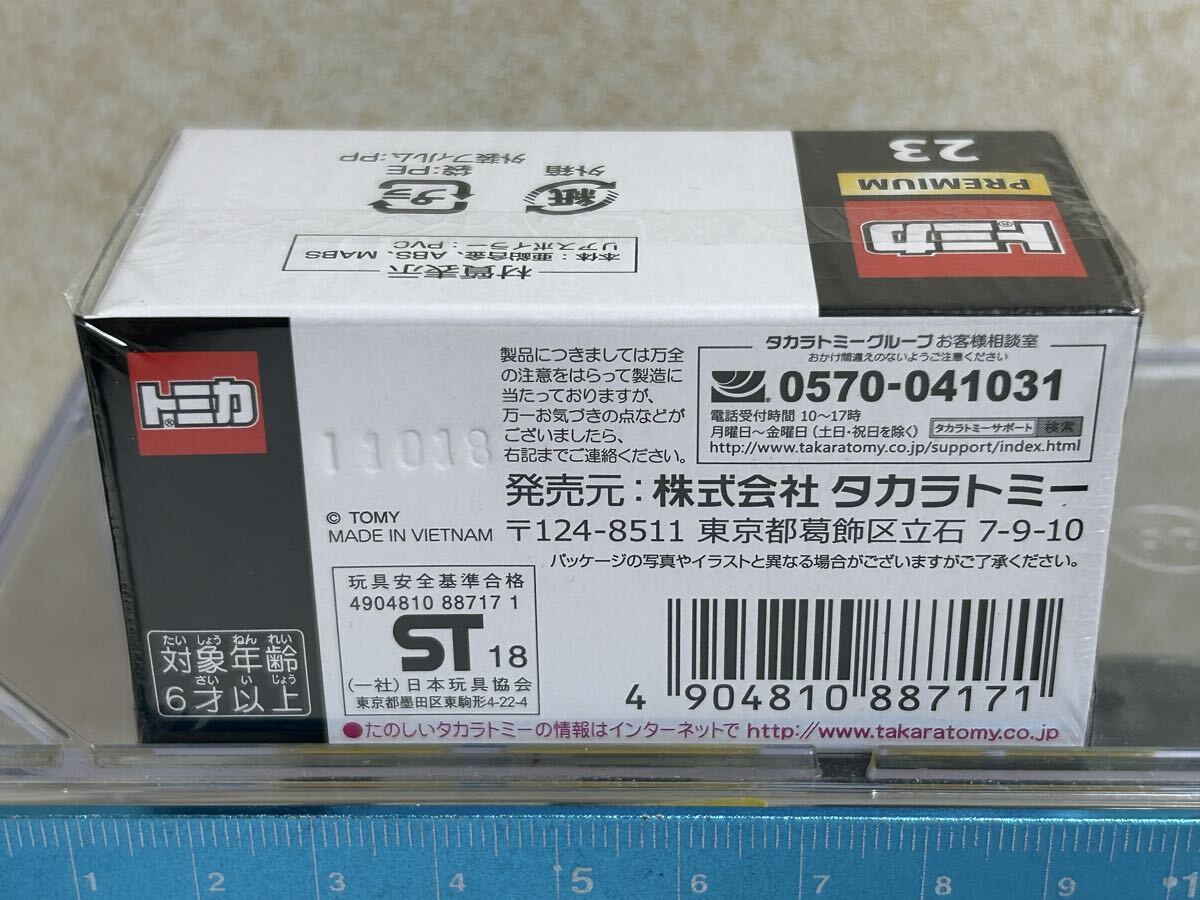 23
PREMIUM
トミカ®
外箱
紙
袋:PE
外装フィルム:PP
プラ
材質表示
本体：亜鉛合金、ABS、MABS
リアスポイラー：PVC
トミカ®
11018
© TOMY
MADE IN VIETNAM
製品につきましては万全
の注意をはらって製造に
当たっておりますが、
万一お気づきの点などが
ございましたら、
右記までご連絡ください。
タカラトミーグループお客様相談室
おかけ間違えのないようご注意ください
0570-041031
電話受付時間 10〜17時
月曜日〜金曜日（土日・祝日を除く）
タカラトミーサポート 検索
http://www.takaratomy.co.jp/support/index.html
発売元：株式会社 タカラトミー
〒124-8511 東京都葛飾区立石 7-9-10
パッケージの写真やイラストと異なる場合がございますがご了承ください。
玩具安全基準合格
4904810 88717 1
ST 18
（一社）日本玩具協会
東京都墨田区東駒形4-22-4
4 904810 887171
たいしょうねんれい
対象年齢
さいいじょう
6才以上
●たのしいタカラトミーの情報はインターネットで http://www.takaratomy.co.jp
1 2 3 4 5 6 7 8 9 1